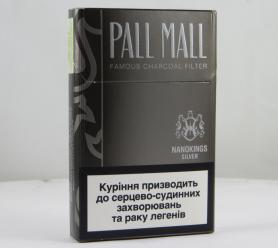 PALL MALL
FAMOUS CHARCOAL FILTER
NANOKINGS
SILVER
Куріння призводить
до серцево-судинних
захворювань
та раку легенів